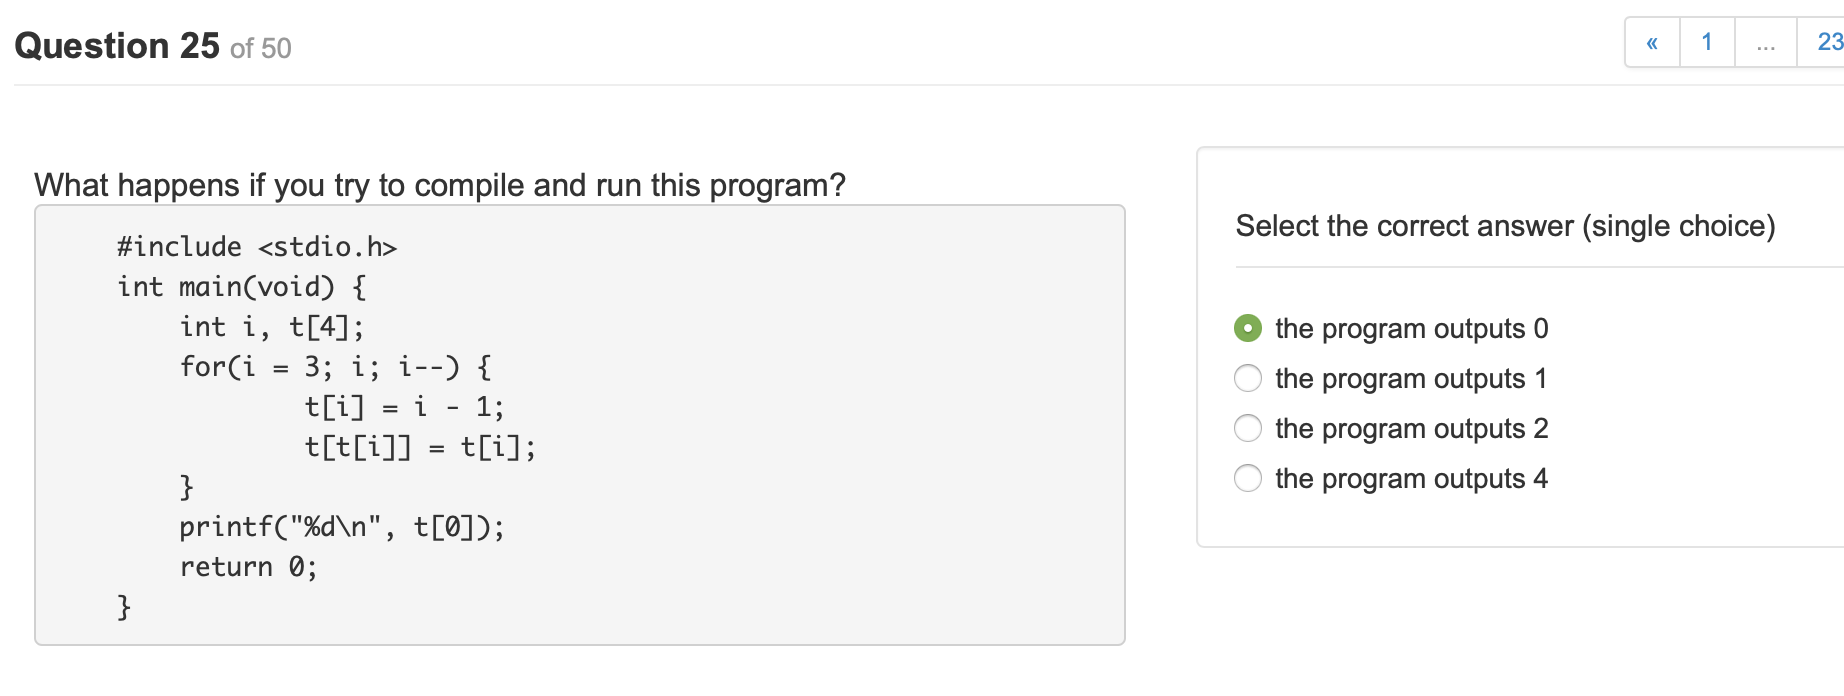 Question 25 of 50
« 1 ... 23
What happens if you try to compile and run this program?
#include <stdio.h>
int main(void) {
    int i, t[4];
    for(i = 3; i; i--) {
            t[i] = i - 1;
            t[t[i]] = t[i];
    }
    printf("%d\n", t[0]);
    return 0;
}
Select the correct answer (single choice)
the program outputs 0
the program outputs 1
the program outputs 2
the program outputs 4